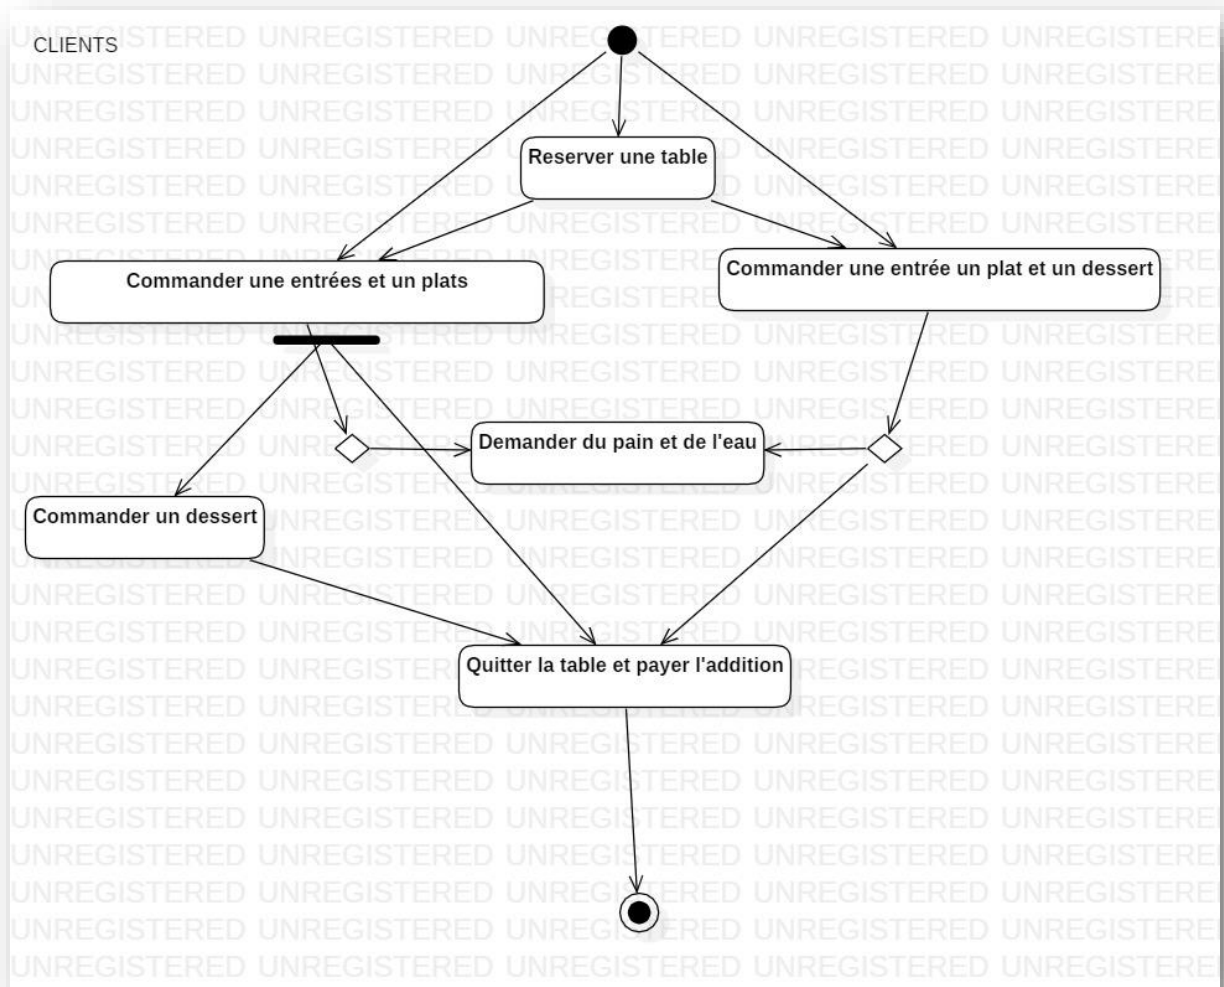 CLIENTS
Reserver une table
Commander une entrées et un plats
Commander une entrée un plat et un dessert
Demander du pain et de l'eau
Commander un dessert
Quitter la table et payer l'addition
UNREGISTERED